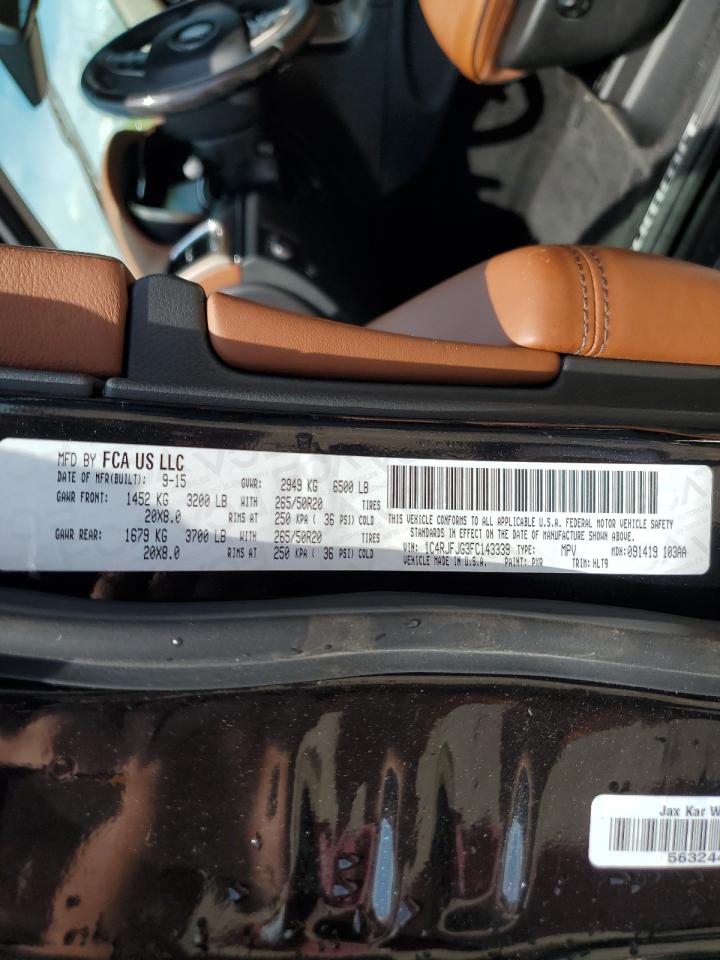 MFD BY FCA US LLC
DATE OF MFR(BUILT): 9-15 GVWR: 2949 KG 6500 LB
GAWR FRONT: 1452 KG 3200 LB WITH 265/50R20 TIRES
20X8.0 RIMS AT 250 KPA ( 36 PSI) COLD
GAWR REAR: 1679 KG 3700 LB WITH 265/50R20 TIRES
20X8.0 RIMS AT 250 KPA ( 36 PSI) COLD
THIS VEHICLE CONFORMS TO ALL APPLICABLE U.S.A. FEDERAL MOTOR VEHICLE SAFETY
STANDARDS IN EFFECT ON THE DATE OF MANUFACTURE SHOWN ABOVE.
VIN: 1C4RJFJG3FC143339 TYPE: MPV MDH:091419 103AA
VEHICLE MADE IN U.S.A. PAINT: PXR TRIM: HLT9
Jax Kar W
56324